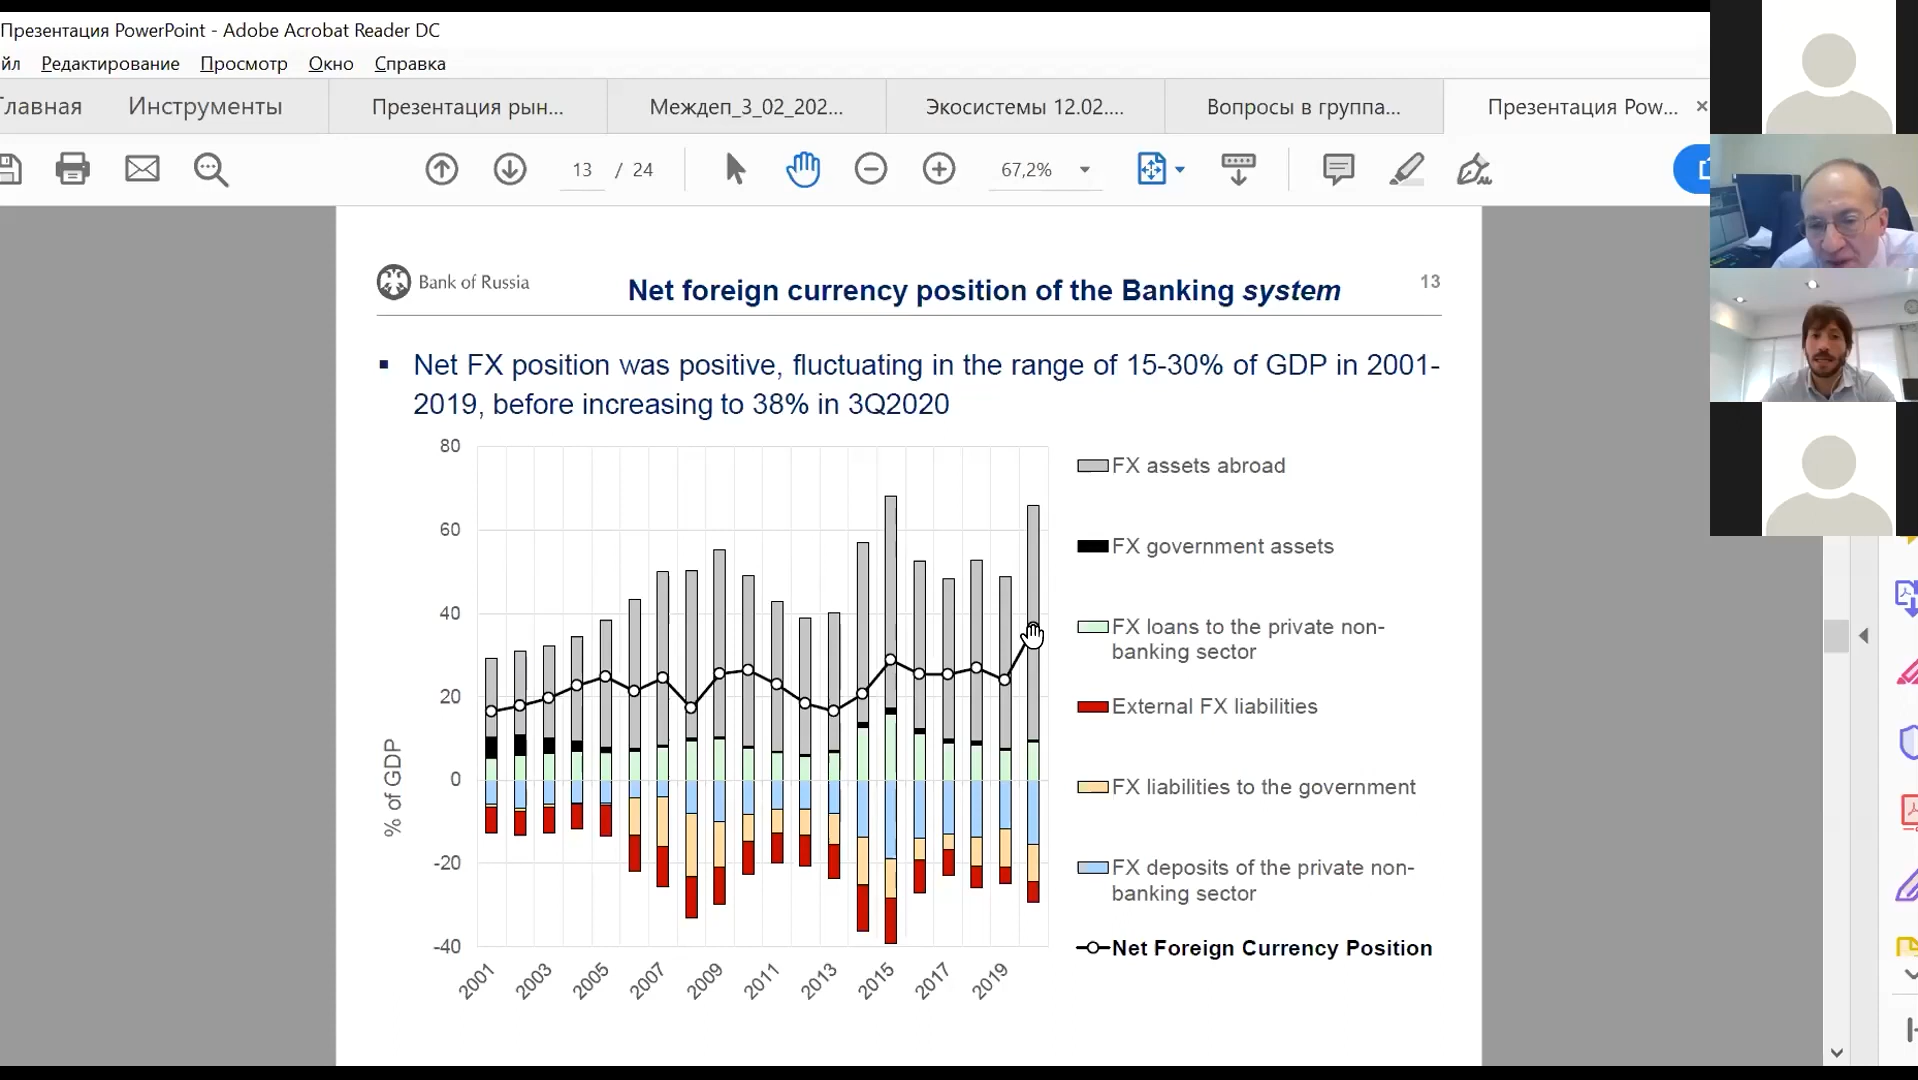 Презентация PowerPoint - Adobe Acrobat Reader DC
йл Редактирование Просмотр Окно Справка
Главная Инструменты Презентация рын... Междеп_3_02_202... Экосистемы 12.02.... Вопросы в группа... Презентация Pow... ×
13 / 24 67,2%
Bank of Russia
Net foreign currency position of the Banking system
13
▪ Net FX position was positive, fluctuating in the range of 15-30% of GDP in 2001-
2019, before increasing to 38% in 3Q2020
80
60
40
20
0
-20
-40
% of GDP
2001 2003 2005 2007 2009 2011 2013 2015 2017 2019
FX assets abroad
FX government assets
FX loans to the private non-
banking sector
External FX liabilities
FX liabilities to the government
FX deposits of the private non-
banking sector
Net Foreign Currency Position